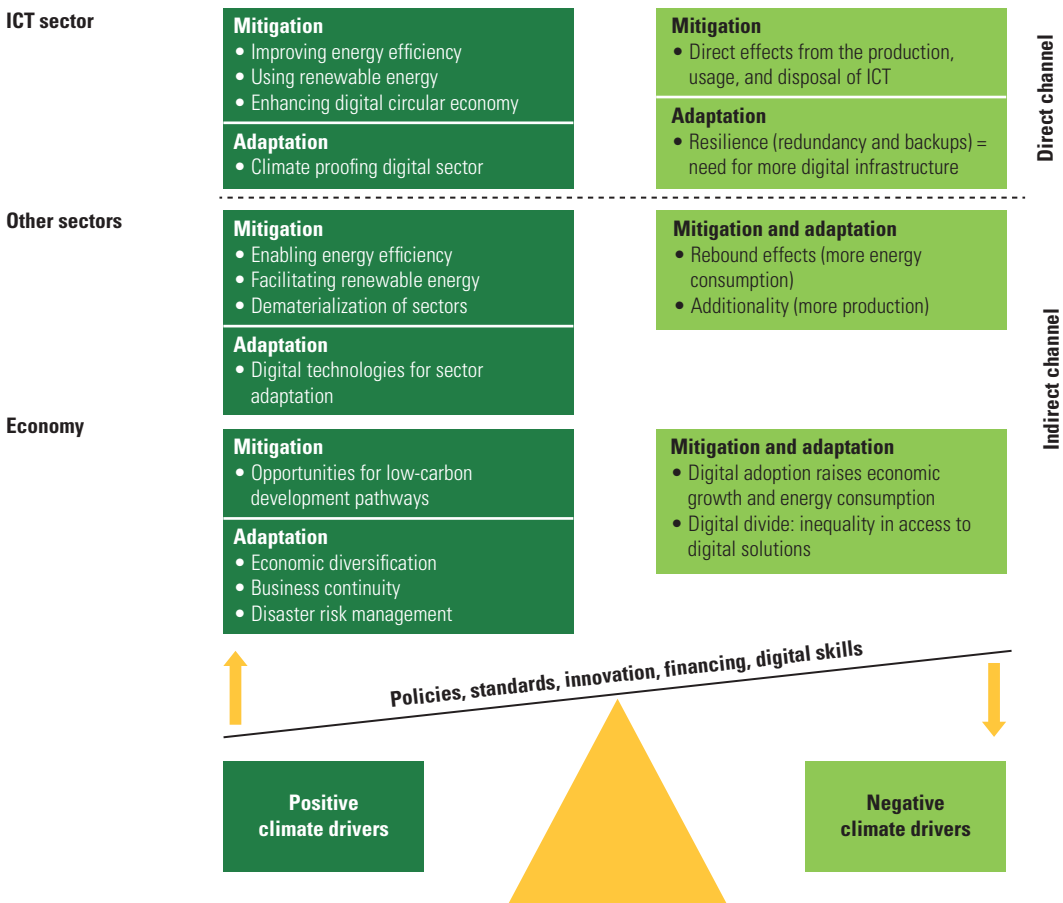 ICT sector
Mitigation
• Improving energy efficiency
• Using renewable energy
• Enhancing digital circular economy
Adaptation
• Climate proofing digital sector
Mitigation
• Direct effects from the production,
usage, and disposal of ICT
Adaptation
• Resilience (redundancy and backups) =
need for more digital infrastructure
Direct channel
Other sectors
Mitigation
• Enabling energy efficiency
• Facilitating renewable energy
• Dematerialization of sectors
Adaptation
• Digital technologies for sector
adaptation
Mitigation and adaptation
• Rebound effects (more energy
consumption)
• Additionality (more production)
Indirect channel
Economy
Mitigation
• Opportunities for low-carbon
development pathways
Adaptation
• Economic diversification
• Business continuity
• Disaster risk management
Mitigation and adaptation
• Digital adoption raises economic
growth and energy consumption
• Digital divide: inequality in access to
digital solutions
Policies, standards, innovation, financing, digital skills
Positive
climate drivers
Negative
climate drivers